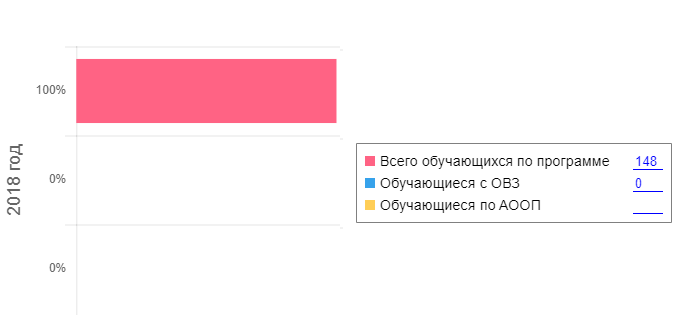 100%
2018 год
0%
0%
Всего обучающихся по программе 148
Обучающиеся с ОВЗ 0
Обучающиеся по АООП